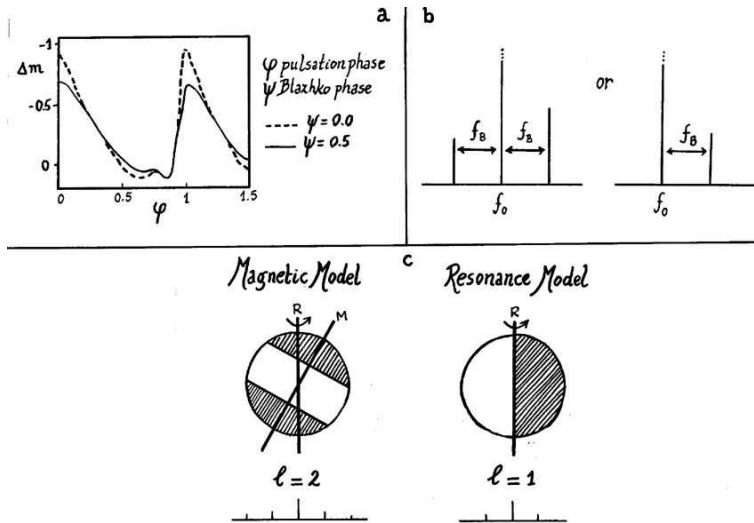 a
-1
Δm
-0.5
0
0
0.5
1
1.5
φ
φ pulsation phase
ψ Blazhko phase
ψ = 0.0
ψ = 0.5
b
f_B
f_B
f_0
or
f_B
f_0
c
Magnetic Model
R
M
ℓ = 2
Resonance Model
R
ℓ = 1